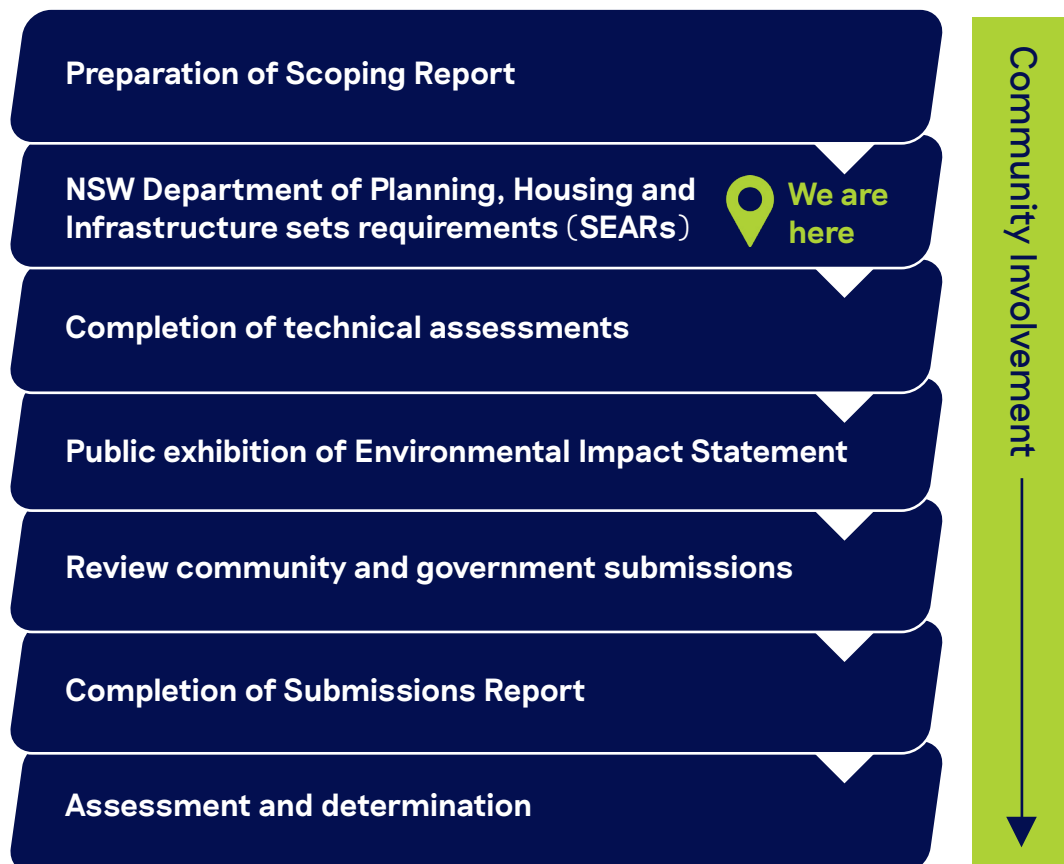 Preparation of Scoping Report
NSW Department of Planning, Housing and
Infrastructure sets requirements (SEARs)
We are
here
Completion of technical assessments
Public exhibition of Environmental Impact Statement
Review community and government submissions
Completion of Submissions Report
Assessment and determination
Community Involvement